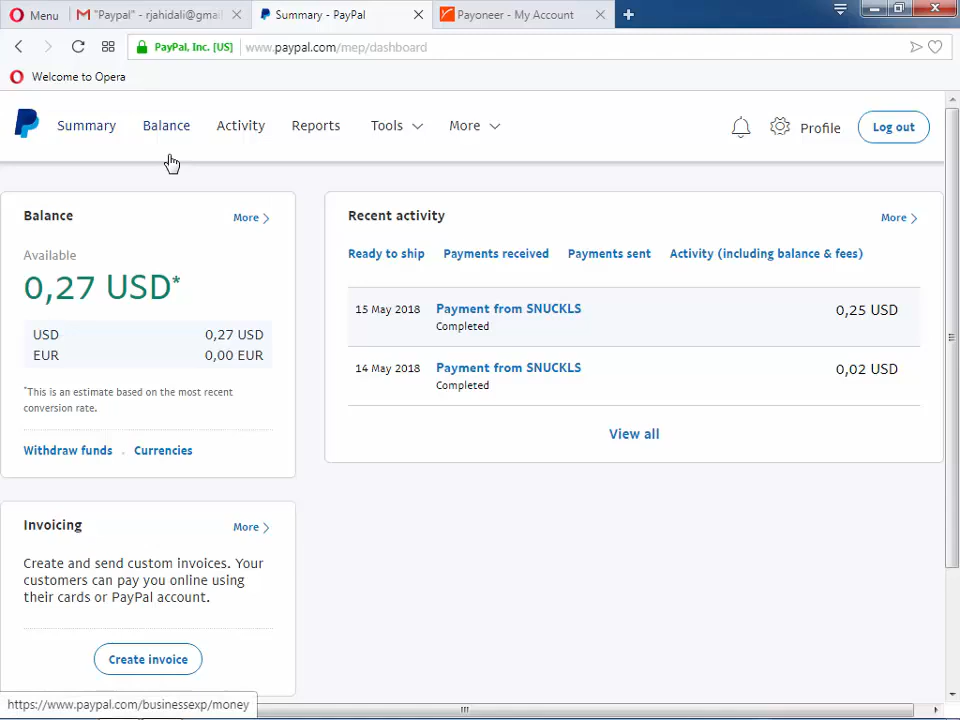 Menu
"Paypal" - rjahidali@gmai
Summary - PayPal
Payoneer - My Account
PayPal, Inc. [US]
www.paypal.com/mep/dashboard
Welcome to Opera
Summary
Balance
Activity
Reports
Tools
More
Profile
Log out
Balance
More
Available
0,27 USD*
USD 0,27 USD
EUR 0,00 EUR
*This is an estimate based on the most recent
conversion rate.
Withdraw funds . Currencies
Recent activity
More
Ready to ship
Payments received
Payments sent
Activity (including balance & fees)
15 May 2018 Payment from SNUCKLS 0,25 USD
Completed
14 May 2018 Payment from SNUCKLS 0,02 USD
Completed
View all
Invoicing
More
Create and send custom invoices. Your
customers can pay you online using
their cards or PayPal account.
Create invoice
https://www.paypal.com/businessexp/money